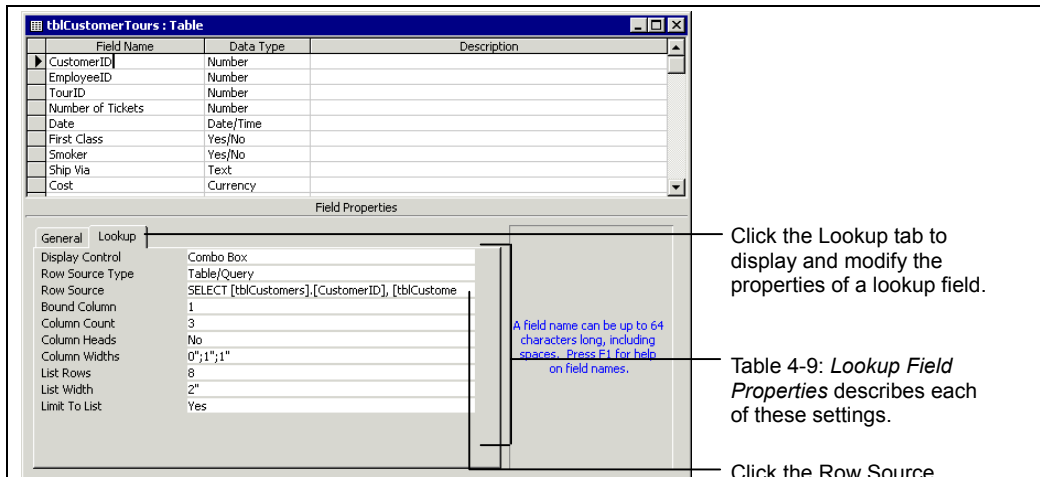 tblCustomerTours : Table
Field Name Data Type Description
CustomerID Number
EmployeeID Number
TourID Number
Number of Tickets Number
Date Date/Time
First Class Yes/No
Smoker Yes/No
Ship Via Text
Cost Currency
Field Properties
General Lookup
Display Control Combo Box
Row Source Type Table/Query
Row Source SELECT [tblCustomers].[CustomerID], [tblCustome
Bound Column 1
Column Count 3
Column Heads No
Column Widths 0";1";1"
List Rows 8
List Width 2"
Limit To List Yes
A field name can be up to 64
characters long, including
spaces. Press F1 for help
on field names.
Click the Lookup tab to
display and modify the
properties of a lookup field.
Table 4-9: Lookup Field
Properties describes each
of these settings.
Click the Row Source